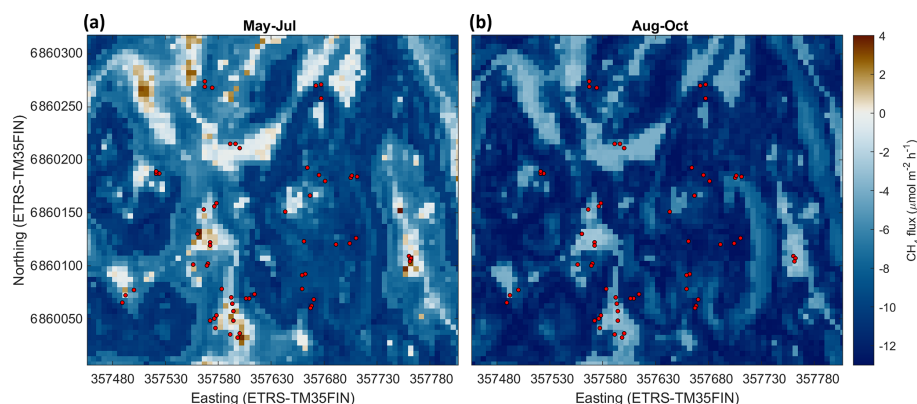 (a) May-Jul
(b) Aug-Oct
Northing (ETRS-TM35FIN)
6860300
6860250
6860200
6860150
6860100
6860050
357480 357530 357580 357630 357680 357730 357780
Easting (ETRS-TM35FIN)
357480 357530 357580 357630 357680 357730 357780
Easting (ETRS-TM35FIN)
4
2
0
-2
-4
-6
-8
-10
-12
CH₄ flux (μmol m⁻² h⁻¹)